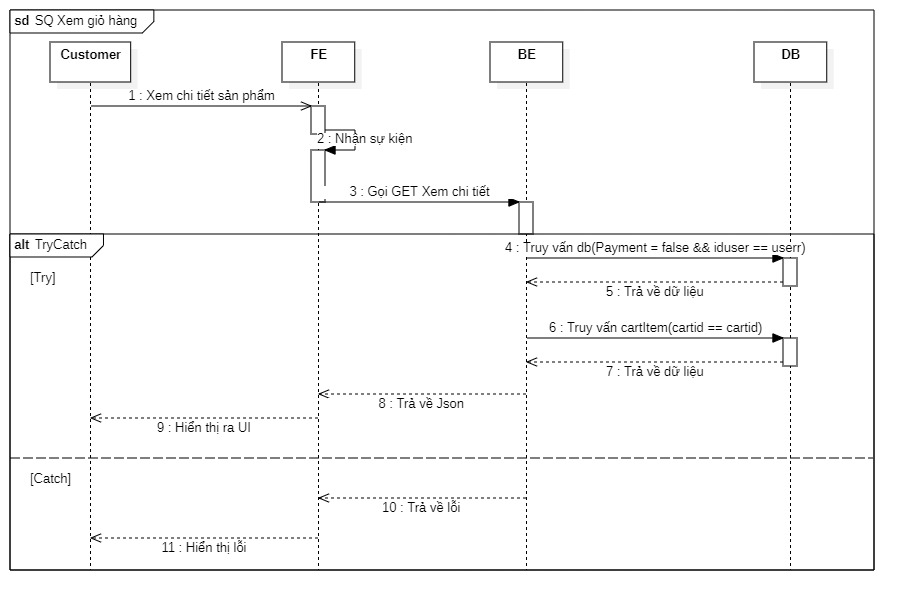 sd SQ Xem giỏ hàng
Customer
FE
BE
DB
1 : Xem chi tiết sản phẩm
2 : Nhận sự kiện
3 : Gọi GET Xem chi tiết
alt TryCatch
4 : Truy vấn db(Payment = false && iduser == userr)
[Try]
5 : Trả về dữ liệu
6 : Truy vấn cartItem(cartid == cartid)
7 : Trả về dữ liệu
8 : Trả về Json
9 : Hiển thị ra UI
[Catch]
10 : Trả về lỗi
11 : Hiển thị lỗi